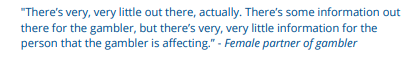 "There's very, very little out there, actually. There's some information out
there for the gambler, but there's very, very little information for the
person that the gambler is affecting." - Female partner of gambler